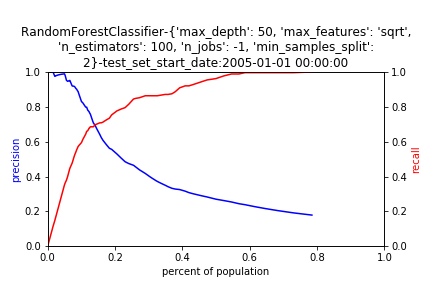 RandomForestClassifier-{'max_depth': 50, 'max_features': 'sqrt',
'n_estimators': 100, 'n_jobs': -1, 'min_samples_split':
2}-test_set_start_date:2005-01-01 00:00:00
1.0
0.8
0.6
0.4
0.2
0.0
precision
1.0
0.8
0.6
0.4
0.2
0.0
recall
0.0 0.2 0.4 0.6 0.8 1.0
percent of population